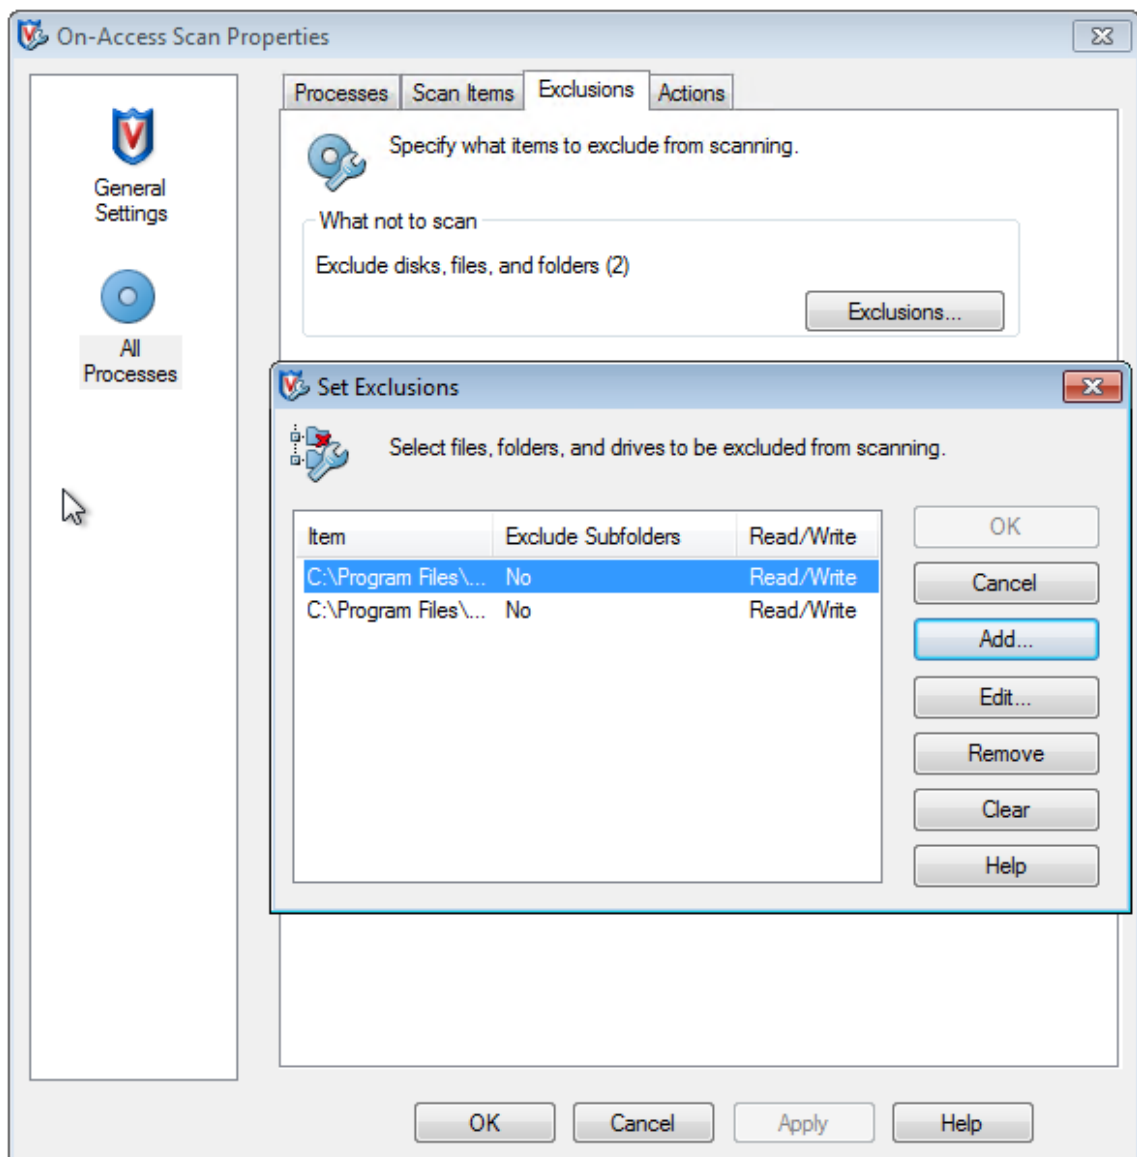 On-Access Scan Properties
General
Settings
All
Processes
Processes Scan Items Exclusions Actions
Specify what items to exclude from scanning.
What not to scan
Exclude disks, files, and folders (2)
Exclusions...
Set Exclusions
Select files, folders, and drives to be excluded from scanning.
Item Exclude Subfolders Read/Write
C:\Program Files\... No Read/Write
C:\Program Files\... No Read/Write
OK
Cancel
Add...
Edit...
Remove
Clear
Help
OK Cancel Apply Help